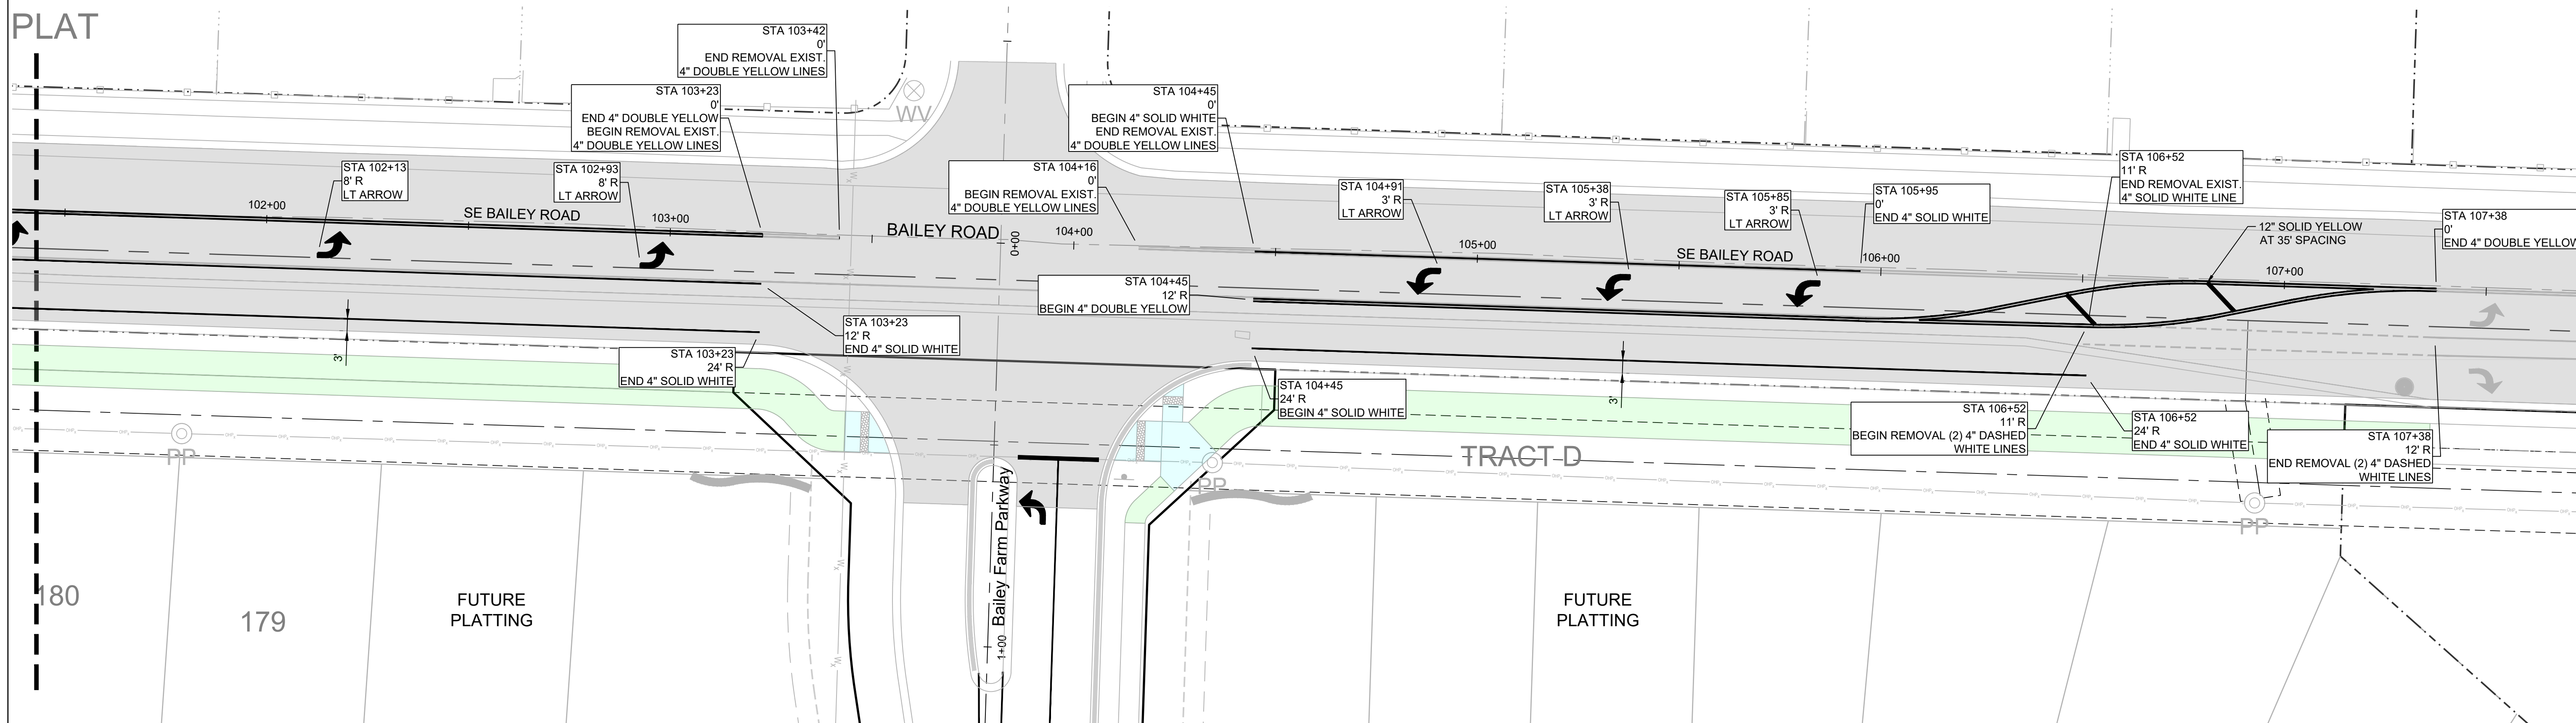 PLAT
STA 103+42
0'
END REMOVAL EXIST.
4" DOUBLE YELLOW LINES
STA 103+23
0'
END 4" DOUBLE YELLOW
BEGIN REMOVAL EXIST.
4" DOUBLE YELLOW LINES
WV
STA 104+45
0'
BEGIN 4" SOLID WHITE
END REMOVAL EXIST.
4" DOUBLE YELLOW LINES
STA 102+13
8' R
LT ARROW
STA 102+93
8' R
LT ARROW
STA 104+16
0'
BEGIN REMOVAL EXIST.
4" DOUBLE YELLOW LINES
STA 104+91
3' R
LT ARROW
STA 105+38
3' R
LT ARROW
STA 105+85
3' R
LT ARROW
STA 105+95
0'
END 4" SOLID WHITE
STA 106+52
11' R
END REMOVAL EXIST.
4" SOLID WHITE LINE
12" SOLID YELLOW
AT 35' SPACING
STA 107+38
0'
END 4" DOUBLE YELLOW
102+00
SE BAILEY ROAD
103+00
BAILEY ROAD
0+00
104+00
105+00
SE BAILEY ROAD
106+00
107+00
STA 104+45
12' R
BEGIN 4" DOUBLE YELLOW
STA 103+23
12' R
END 4" SOLID WHITE
STA 103+23
24' R
END 4" SOLID WHITE
3'
STA 104+45
24' R
BEGIN 4" SOLID WHITE
3'
STA 106+52
11' R
BEGIN REMOVAL (2) 4" DASHED
WHITE LINES
STA 106+52
24' R
END 4" SOLID WHITE
STA 107+38
12' R
END REMOVAL (2) 4" DASHED
WHITE LINES
PP
TRACT D
PP
PP
Bailey Farm Parkway
1+00
180
179
FUTURE
PLATTING
FUTURE
PLATTING